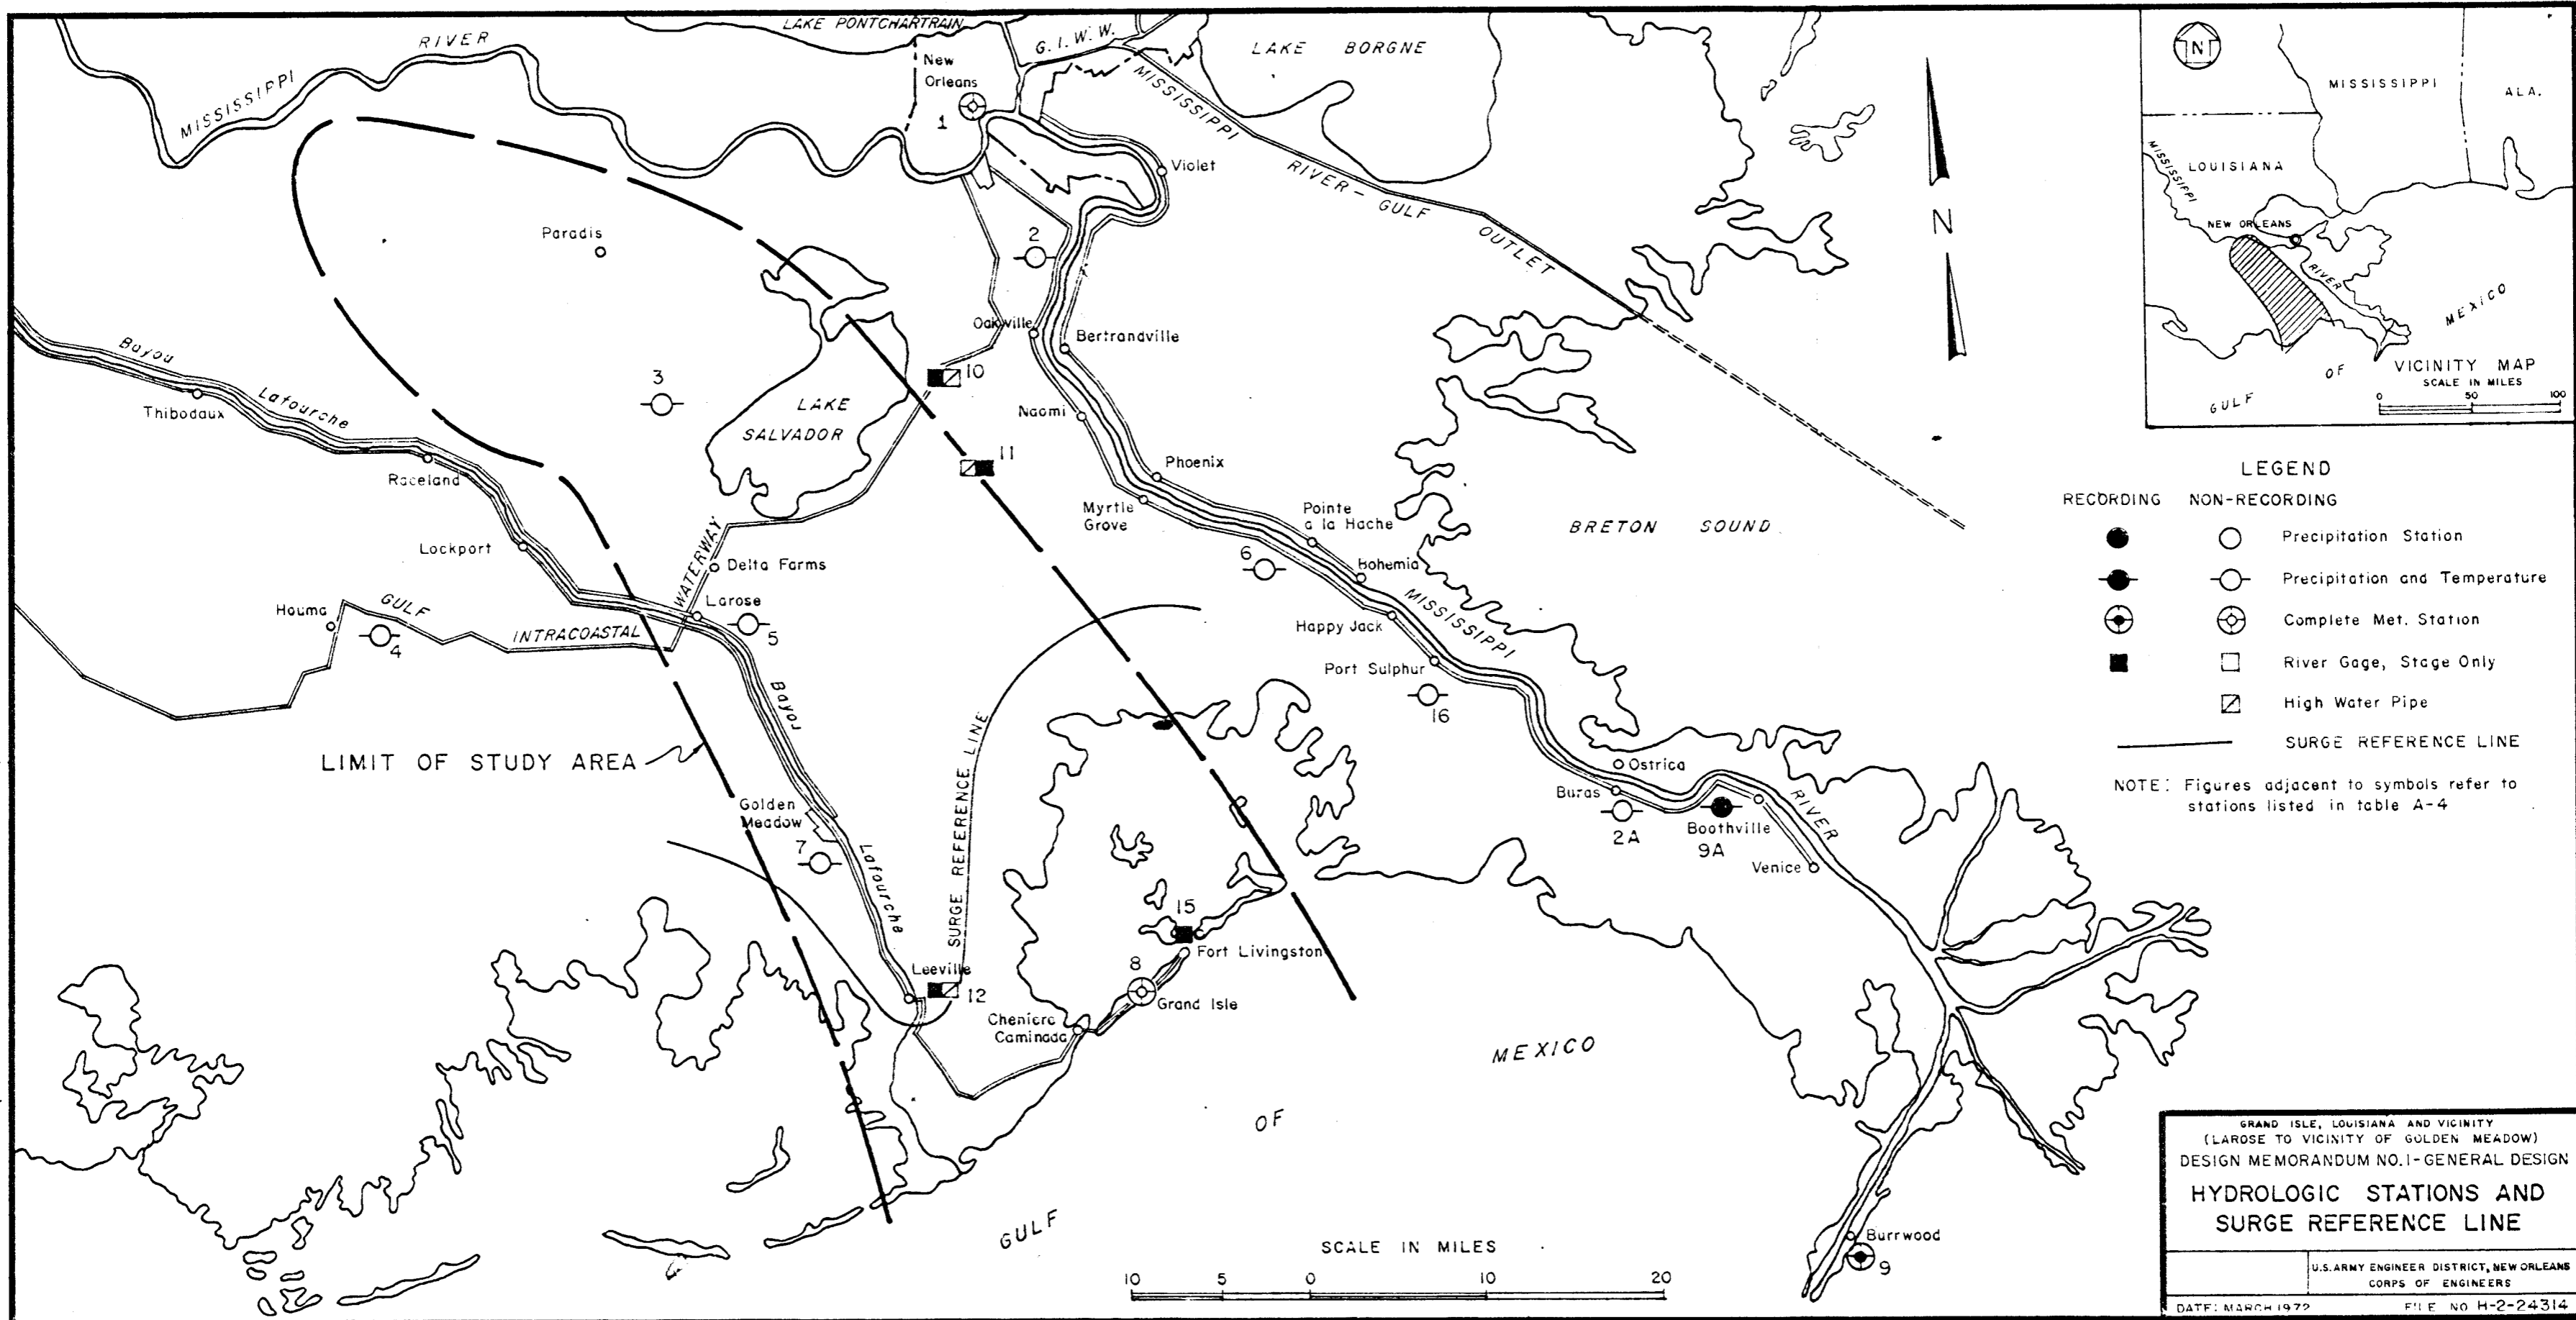 LAKE PONTCHARTRAIN
RIVER
MISSISSIPPI
New
Orleans
1
G. I. W. W.
LAKE BORGNE
MISSISSIPPI
RIVER - GULF OUTLET
Violet
Paradis
2
Oakville
Bertrandville
10
3
LAKE
SALVADOR
Naomi
11
Bayou
Lafourche
Thibodaux
Raceland
Lockport
Phoenix
Myrtle
Grove
Pointe
a la Hache
6
Bohemia
BRETON SOUND
N
WATERWAY
Delta Farms
Larose
5
Houma
GULF
INTRACOASTAL
4
MISSISSIPPI
Happy Jack
Port Sulphur
16
Bayou
LIMIT OF STUDY AREA
SURGE REFERENCE LINE
Golden
Meadow
7
Lafourche
Ostrica
Buras
2A
Boothville
9A
RIVER
Venice
15
Fort Livingston
8
Grand Isle
Leeville
12
Cheniere
Caminada
GULF
OF
MEXICO
Burrwood
9
SCALE IN MILES
10 5 0 10 20
N
MISSISSIPPI
ALA.
LOUISIANA
MISSISSIPPI
NEW ORLEANS
RIVER
GULF
OF
MEXICO
VICINITY MAP
SCALE IN MILES
0 50 100
LEGEND
RECORDING NON-RECORDING
Precipitation Station
Precipitation and Temperature
Complete Met. Station
River Gage, Stage Only
High Water Pipe
SURGE REFERENCE LINE
NOTE: Figures adjacent to symbols refer to
stations listed in table A-4
GRAND ISLE, LOUISIANA AND VICINITY
(LAROSE TO VICINITY OF GOLDEN MEADOW)
DESIGN MEMORANDUM NO.1-GENERAL DESIGN
HYDROLOGIC STATIONS AND
SURGE REFERENCE LINE
U.S. ARMY ENGINEER DISTRICT, NEW ORLEANS
CORPS OF ENGINEERS
DATE: MARCH 1972 FILE NO H-2-24314